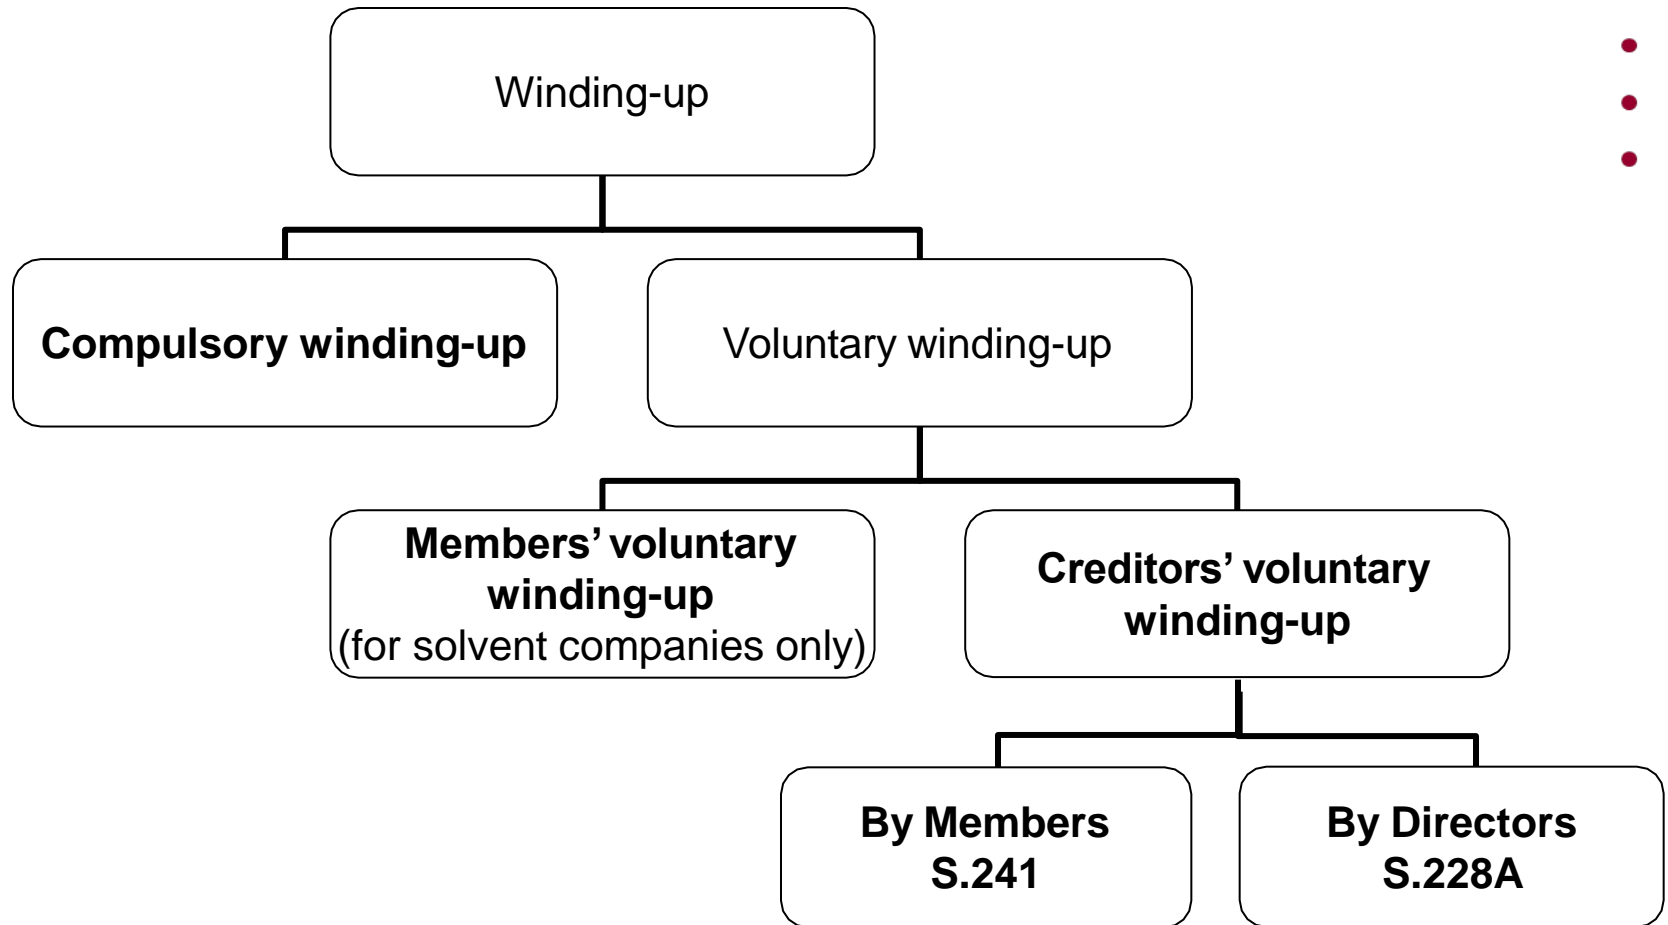 Winding-up
Compulsory winding-up
Voluntary winding-up
Members’ voluntary
winding-up
(for solvent companies only)
Creditors’ voluntary
winding-up
By Members
S.241
By Directors
S.228A